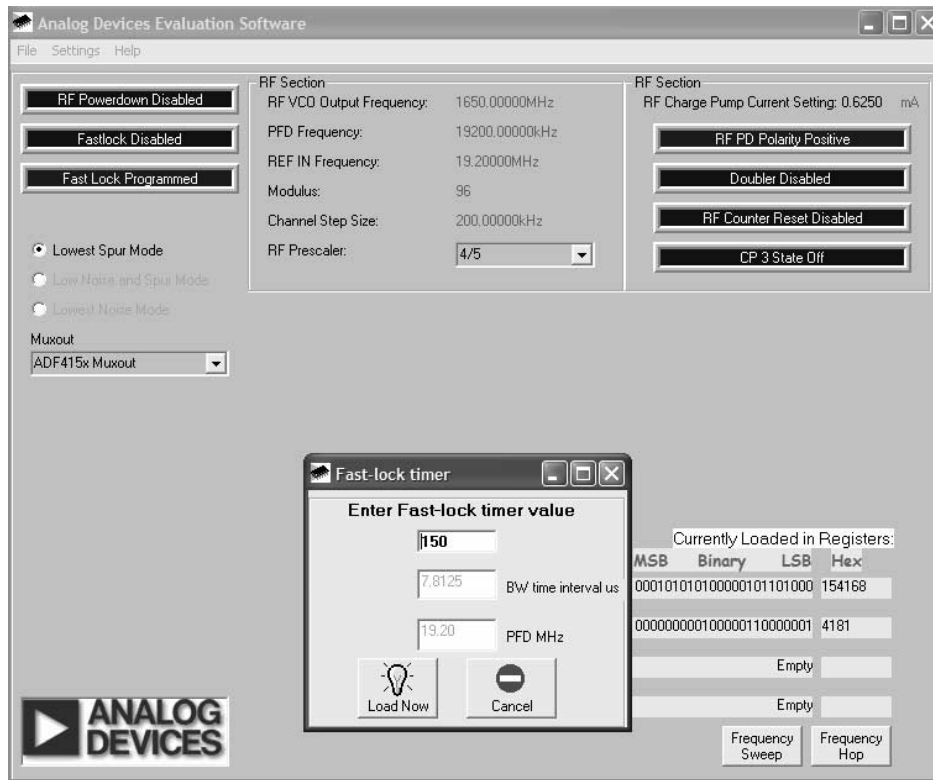 Analog Devices Evaluation Software
File Settings Help
RF Powerdown Disabled
Fastlock Disabled
Fast Lock Programmed
Lowest Spur Mode
Low Noise and Spur Mode
Lowest Noise Mode
Muxout
ADF415x Muxout
RF Section
RF VCO Output Frequency: 1650.00000MHz
PFD Frequency: 19200.00000kHz
REF IN Frequency: 19.20000MHz
Modulus: 96
Channel Step Size: 200.00000kHz
RF Prescaler: 4/5
RF Section
RF Charge Pump Current Setting: 0.6250 mA
RF PD Polarity Positive
Doubler Disabled
RF Counter Reset Disabled
CP 3 State Off
Fast-lock timer
Enter Fast-lock timer value
150
7.8125 BW time interval us
19.20 PFD MHz
Load Now Cancel
Currently Loaded in Registers:
MSB Binary LSB Hex
000101010100000101101000 154168
000000000100000110000001 4181
Empty
Empty
Frequency Sweep
Frequency Hop
ANALOG
DEVICES